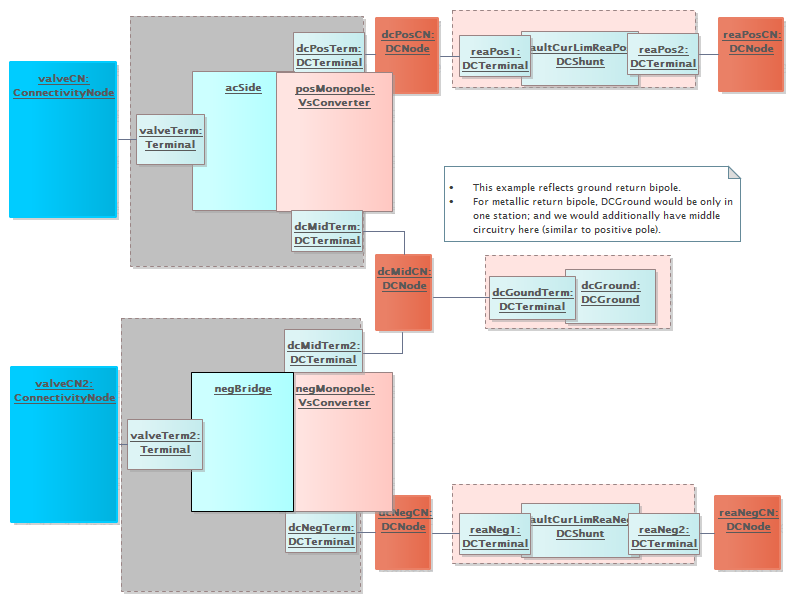 dcPosTerm:
DCTerminal
dcPosCN:
DCNode
reaPos1:
DCTerminal
aultCurLimReaPos
DCShunt
reaPos2:
DCTerminal
reaPosCN:
DCNode
valveCN:
ConnectivityNode
acSide
posMonopole:
VsConverter
valveTerm:
Terminal
• This example reflects ground return bipole.
• For metallic return bipole, DCGround would be only in
one station; and we would additionally have middle
circuitry here (similar to positive pole).
dcMidTerm:
DCTerminal
dcMidCN:
DCNode
dcGoundTerm:
DCTerminal
dcGround:
DCGround
dcMidTerm2:
DCTerminal
valveCN2:
ConnectivityNode
negBridge
negMonopole:
VsConverter
valveTerm2:
Terminal
dcNegTerm:
DCTerminal
dcNegCN:
DCNode
reaNeg1:
DCTerminal
aultCurLimReaNeg
DCShunt
reaNeg2:
DCTerminal
reaNegCN:
DCNode